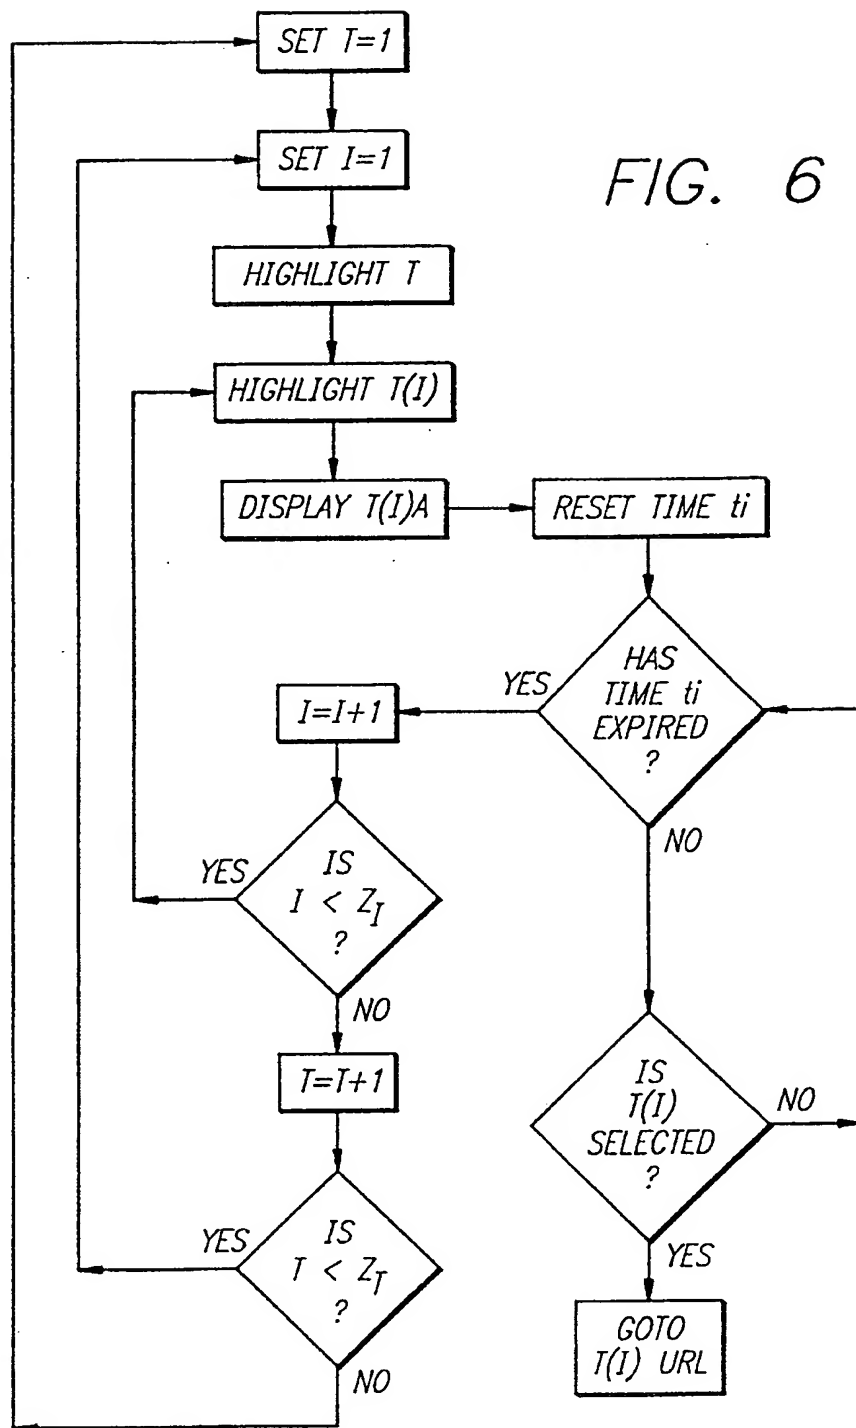 SET T=1
SET I=1
FIG. 6
HIGHLIGHT T
HIGHLIGHT T(I)
DISPLAY T(I)A
RESET TIME ti
HAS
TIME ti
EXPIRED
?
YES
NO
I=I+1
IS
I < Z_I
?
YES
NO
T=T+1
IS
T(I)
SELECTED
?
NO
YES
IS
T < Z_T
?
YES
NO
GOTO
T(I) URL